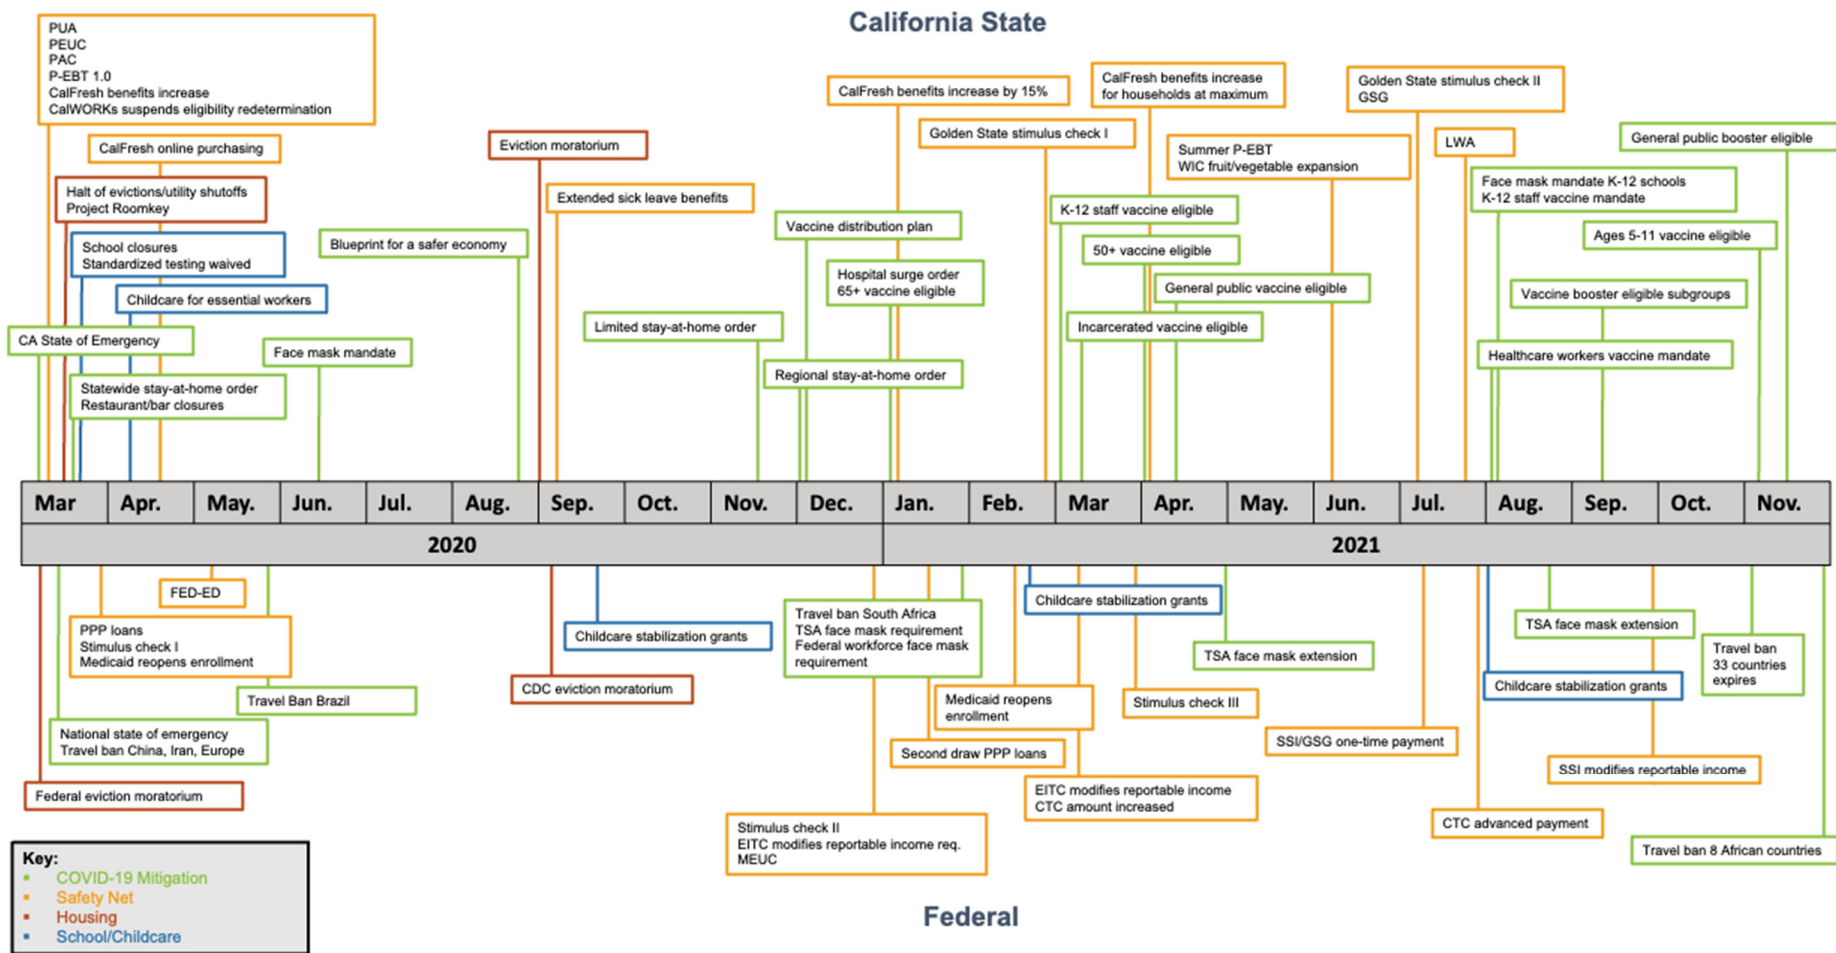 California State
PUA
PEUC
PAC
P-EBT 1.0
CalFresh benefits increase
CalWORKs suspends eligibility redetermination
CalFresh online purchasing
Halt of evictions/utility shutoffs
Project Roomkey
School closures
Standardized testing waived
Childcare for essential workers
CA State of Emergency
Statewide stay-at-home order
Restaurant/bar closures
Face mask mandate
Blueprint for a safer economy
Eviction moratorium
Extended sick leave benefits
Limited stay-at-home order
Vaccine distribution plan
Regional stay-at-home order
CalFresh benefits increase by 15%
Hospital surge order
65+ vaccine eligible
Golden State stimulus check I
CalFresh benefits increase
for households at maximum
K-12 staff vaccine eligible
50+ vaccine eligible
General public vaccine eligible
Incarcerated vaccine eligible
Summer P-EBT
WIC fruit/vegetable expansion
Golden State stimulus check II
GSG
LWA
Face mask mandate K-12 schools
K-12 staff vaccine mandate
General public booster eligible
Ages 5-11 vaccine eligible
Vaccine booster eligible subgroups
Healthcare workers vaccine mandate
Mar Apr. May. Jun. Jul. Aug. Sep. Oct. Nov. Dec. Jan. Feb. Mar Apr. May. Jun. Jul. Aug. Sep. Oct. Nov.
2020 2021
FED-ED
PPP loans
Stimulus check I
Medicaid reopens enrollment
Travel Ban Brazil
National state of emergency
Travel ban China, Iran, Europe
Federal eviction moratorium
Childcare stabilization grants
CDC eviction moratorium
Travel ban South Africa
TSA face mask requirement
Federal workforce face mask
requirement
Medicaid reopens
enrollment
Second draw PPP loans
Stimulus check II
EITC modifies reportable income req.
MEUC
Childcare stabilization grants
TSA face mask extension
Stimulus check III
EITC modifies reportable income
CTC amount increased
SSI/GSG one-time payment
TSA face mask extension
Childcare stabilization grants
Travel ban
33 countries
expires
SSI modifies reportable income
CTC advanced payment
Travel ban 8 African countries
Key:
COVID-19 Mitigation
Safety Net
Housing
School/Childcare
Federal